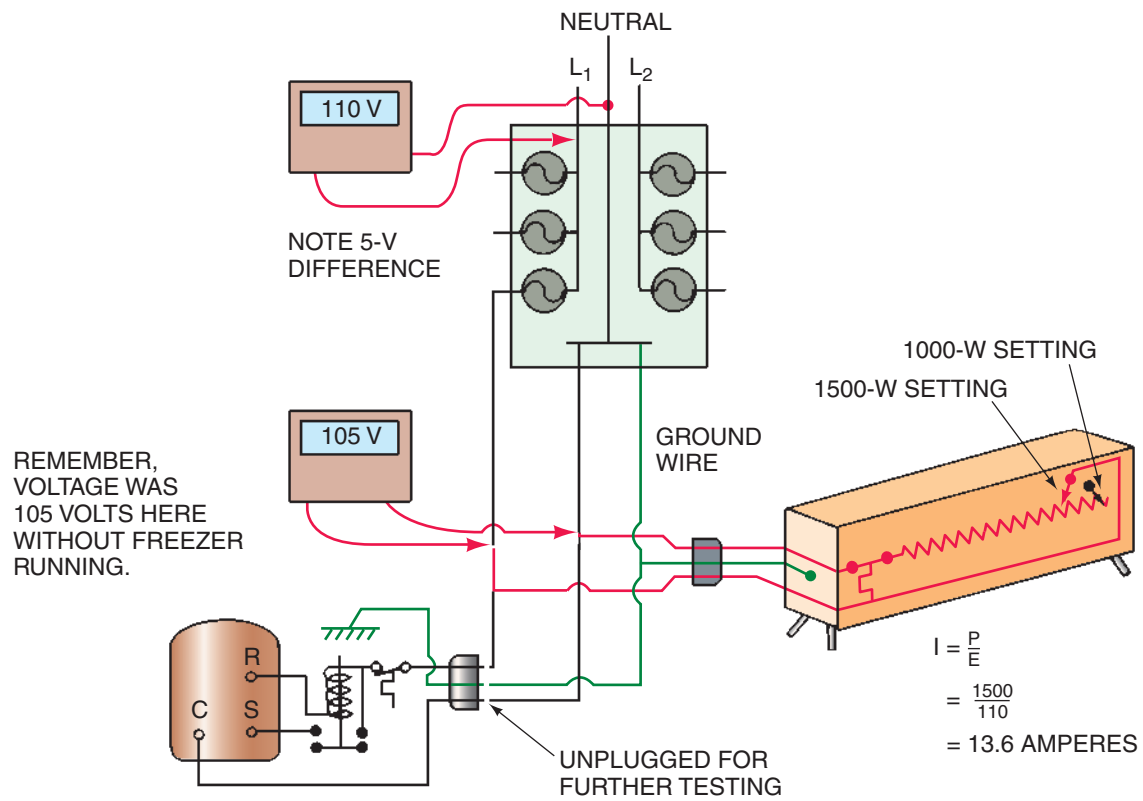 NEUTRAL
L1
L2
110 V
NOTE 5-V
DIFFERENCE
1000-W SETTING
1500-W SETTING
105 V
GROUND
WIRE
REMEMBER,
VOLTAGE WAS
105 VOLTS HERE
WITHOUT FREEZER
RUNNING.
R
C
S
I = P/E
= 1500/110
= 13.6 AMPERES
UNPLUGGED FOR
FURTHER TESTING